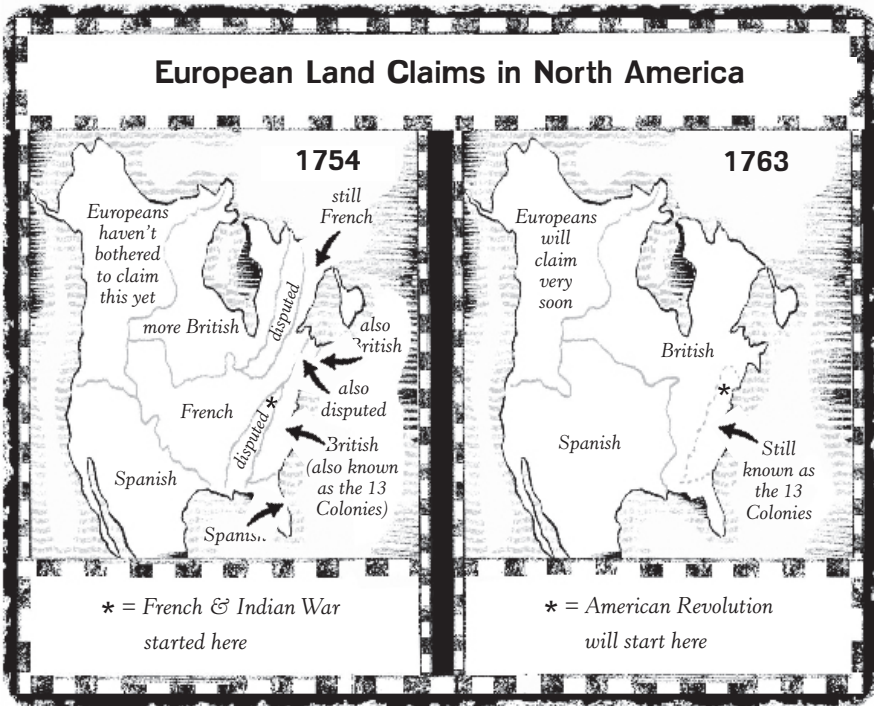 European Land Claims in North America
1754
still
French
Europeans
haven't
bothered
to claim
this yet
more British
disputed
also
British
also
disputed
French
disputed
*
British
(also known
as the 13
Colonies)
Spanish
Spanish
* = French & Indian War
started here
1763
Europeans
will
claim
very
soon
British
*
Spanish
Still
known as
the 13
Colonies
* = American Revolution
will start here